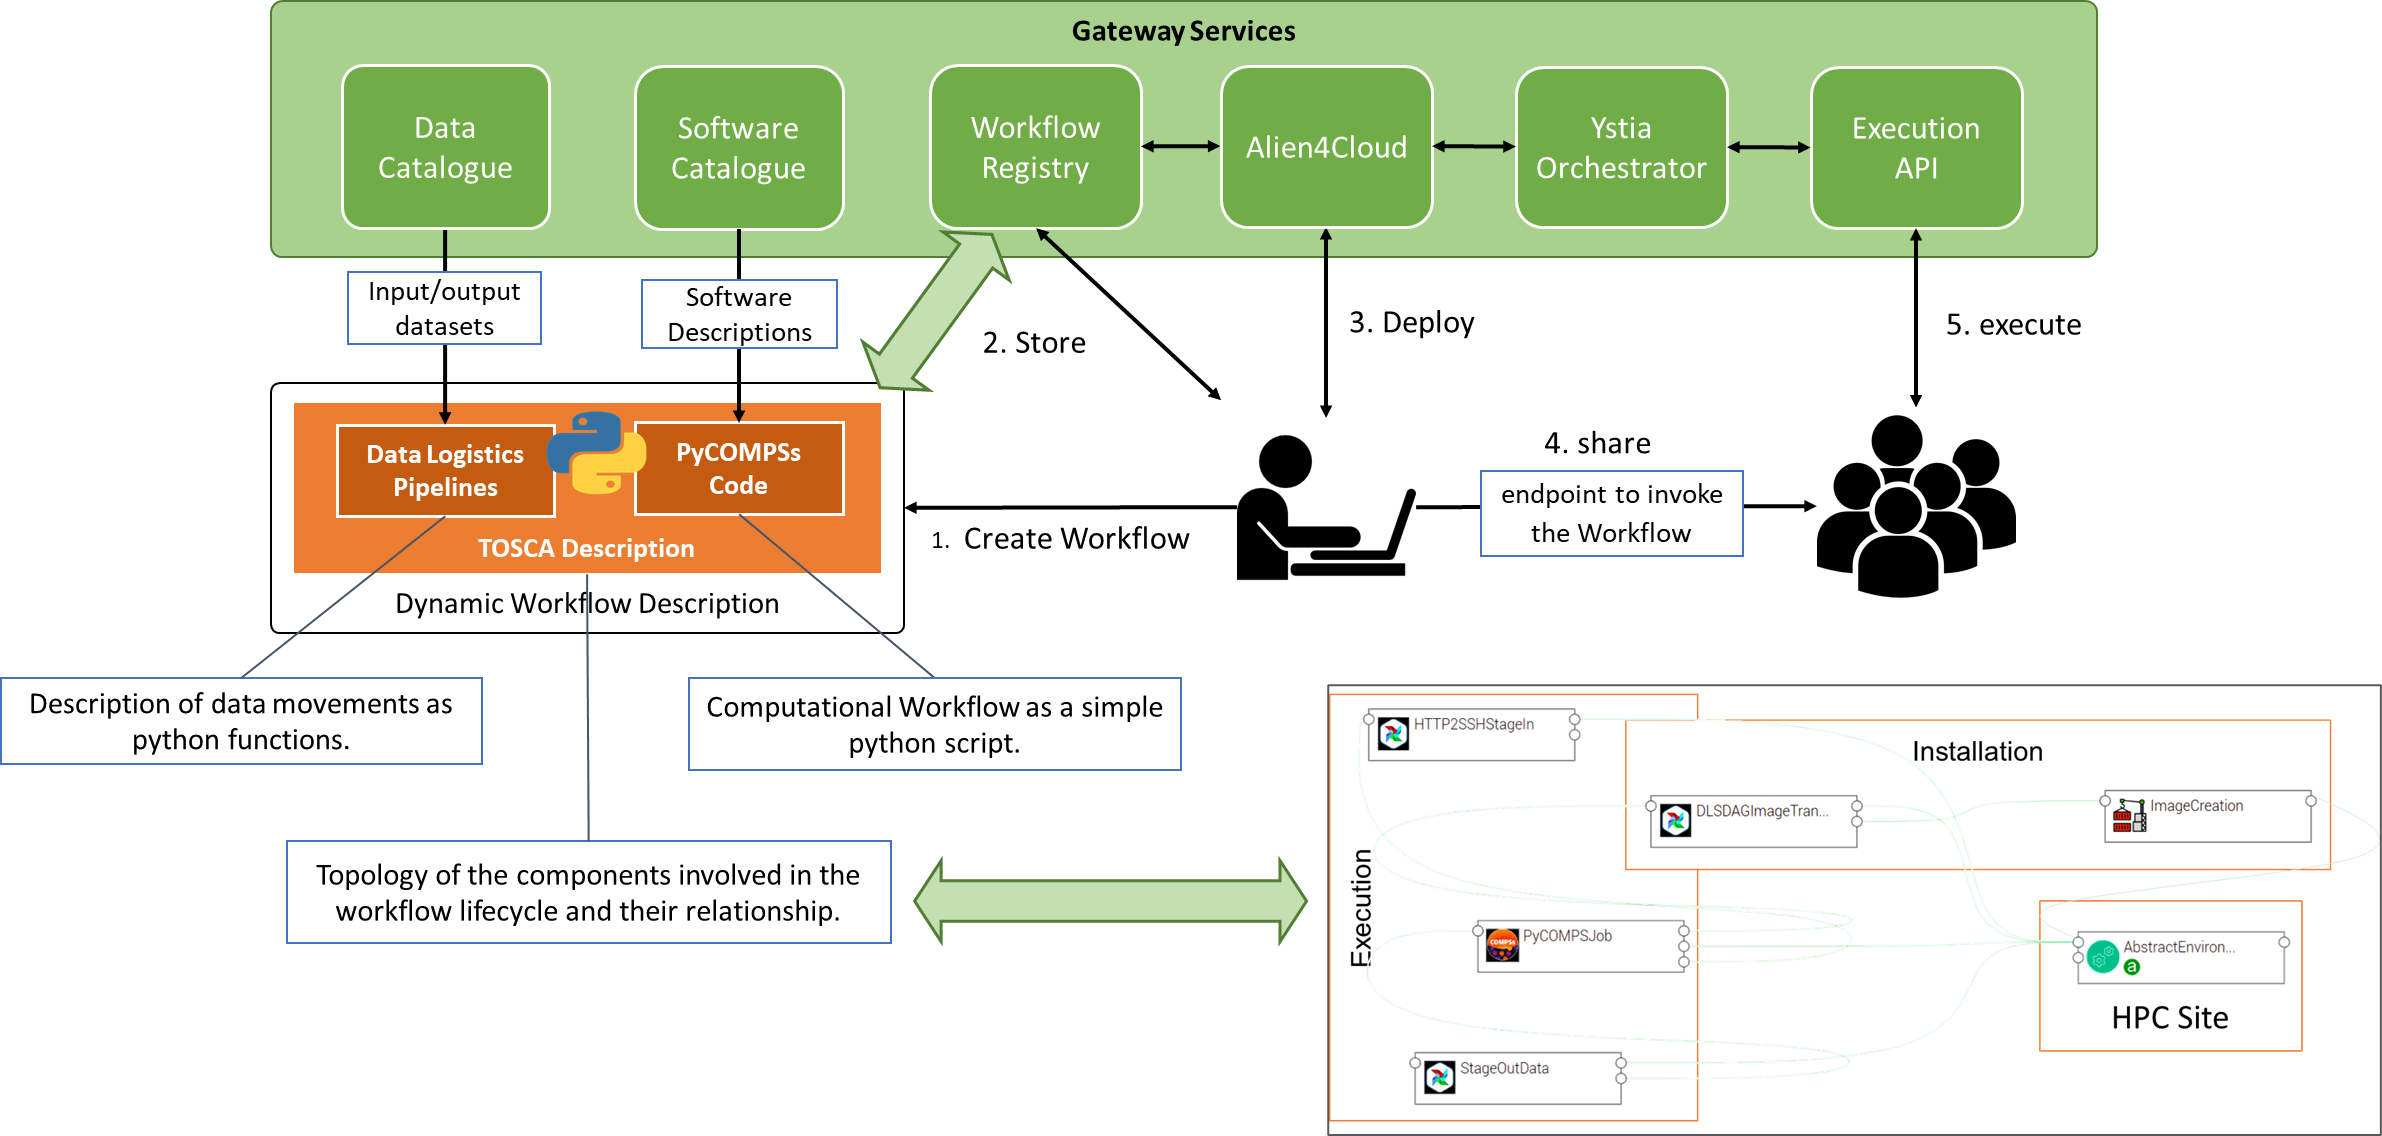 Gateway Services
Data
Catalogue
Software
Catalogue
Workflow
Registry
Alien4Cloud
Ystia
Orchestrator
Execution
API
Input/output
datasets
Software
Descriptions
2. Store
3. Deploy
5. execute
Data Logistics
Pipelines
PyCOMPSs
Code
TOSCA Description
Dynamic Workflow Description
1. Create Workflow
4. share
endpoint to invoke
the Workflow
Description of data movements as
python functions.
Computational Workflow as a simple
python script.
Topology of the components involved in the
workflow lifecycle and their relationship.
Execution
HTTP2SSHStageIn
Installation
DLSDAGImageTran...
ImageCreation
COMPSs
PyCOMPSJob
AbstractEnviron...
a
HPC Site
StageOutData